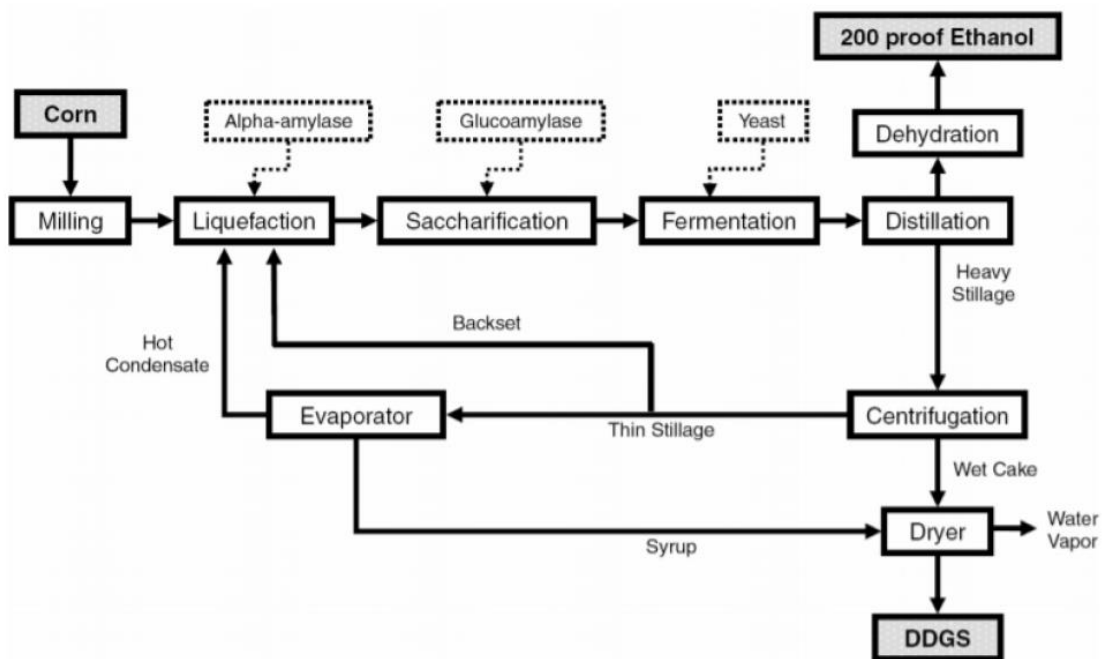 200 proof Ethanol
Corn
Alpha-amylase
Glucoamylase
Yeast
Dehydration
Milling
Liquefaction
Saccharification
Fermentation
Distillation
Heavy
Stillage
Backset
Hot
Condensate
Evaporator
Thin Stillage
Centrifugation
Wet Cake
Syrup
Dryer
Water
Vapor
DDGS